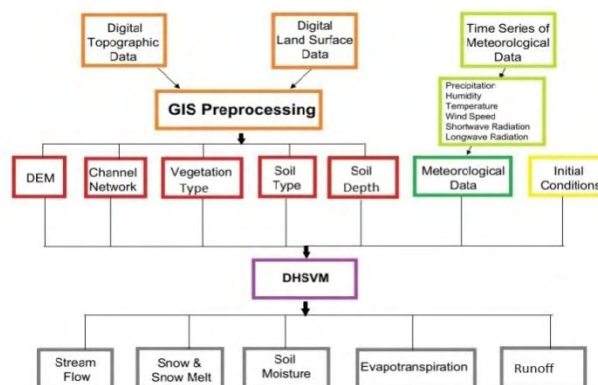 Digital
Topographic
Data
Digital
Land Surface
Data
Time Series of
Meteorological Data
GIS Preprocessing
Precipitation
Humidity
Temperature
Wind Speed
Shortwave Radiation
Longwave Radiation
DEM
Channel
Network
Vegetation
Type
Soil
Type
Soil
Depth
Meteorological
Data
Initial
Conditions
DHSVM
Stream
Flow
Snow &
Snow Melt
Soil
Moisture
Evapotranspiration
Runoff